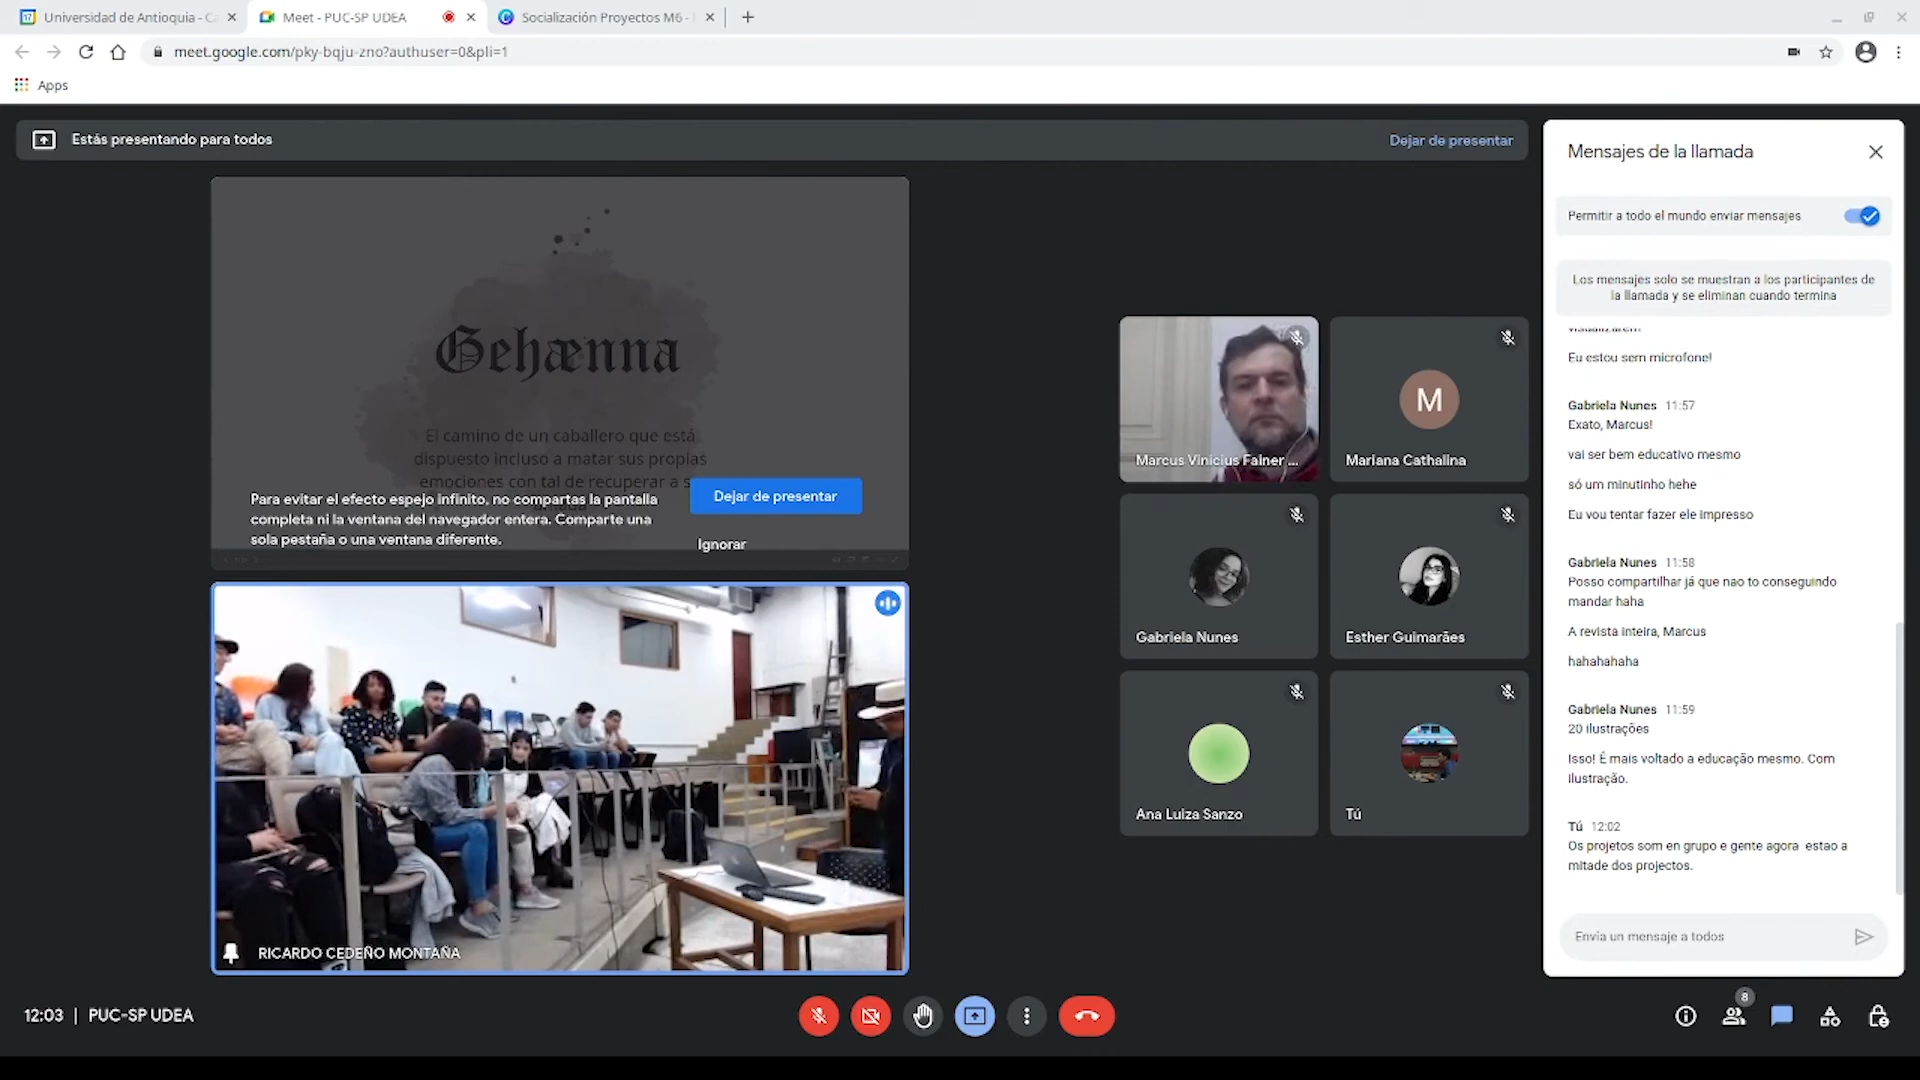 Universidad de Antioquia - Ca
Meet - PUC-SP UDEA
Socialización Proyectos M6 -
meet.google.com/pky-bqju-zno?authuser=0&pli=1
Apps
Estás presentando para todos
Dejar de presentar
Gehænna
El camino de un caballero que está
dispuesto incluso a matar sus propias
emociones con tal de recuperar a s
Para evitar el efecto espejo infinito, no compartas la pantalla
completa ni la ventana del navegador entera. Comparte una
sola pestaña o una ventana diferente.
Dejar de presentar
Ignorar
RICARDO CEDEÑO MONTAÑA
Marcus Vinicius Fainer ...
M
Mariana Cathalina
Gabriela Nunes
Esther Guimarães
Ana Luiza Sanzo
Tú
Mensajes de la llamada
Permitir a todo el mundo enviar mensajes
Los mensajes solo se muestran a los participantes de
la llamada y se eliminan cuando termina
visualizarem
Eu estou sem microfone!
Gabriela Nunes 11:57
Exato, Marcus!
vai ser bem educativo mesmo
só um minutinho hehe
Eu vou tentar fazer ele impresso
Gabriela Nunes 11:58
Posso compartilhar já que nao to conseguindo
mandar haha
A revista inteira, Marcus
hahahahaha
Gabriela Nunes 11:59
20 ilustrações
Isso! É mais voltado a educação mesmo. Com
ilustração.
Tú 12:02
Os projetos som en grupo e gente agora estao a
mitade dos projectos.
Envía un mensaje a todos
12:03 | PUC-SP UDEA
8